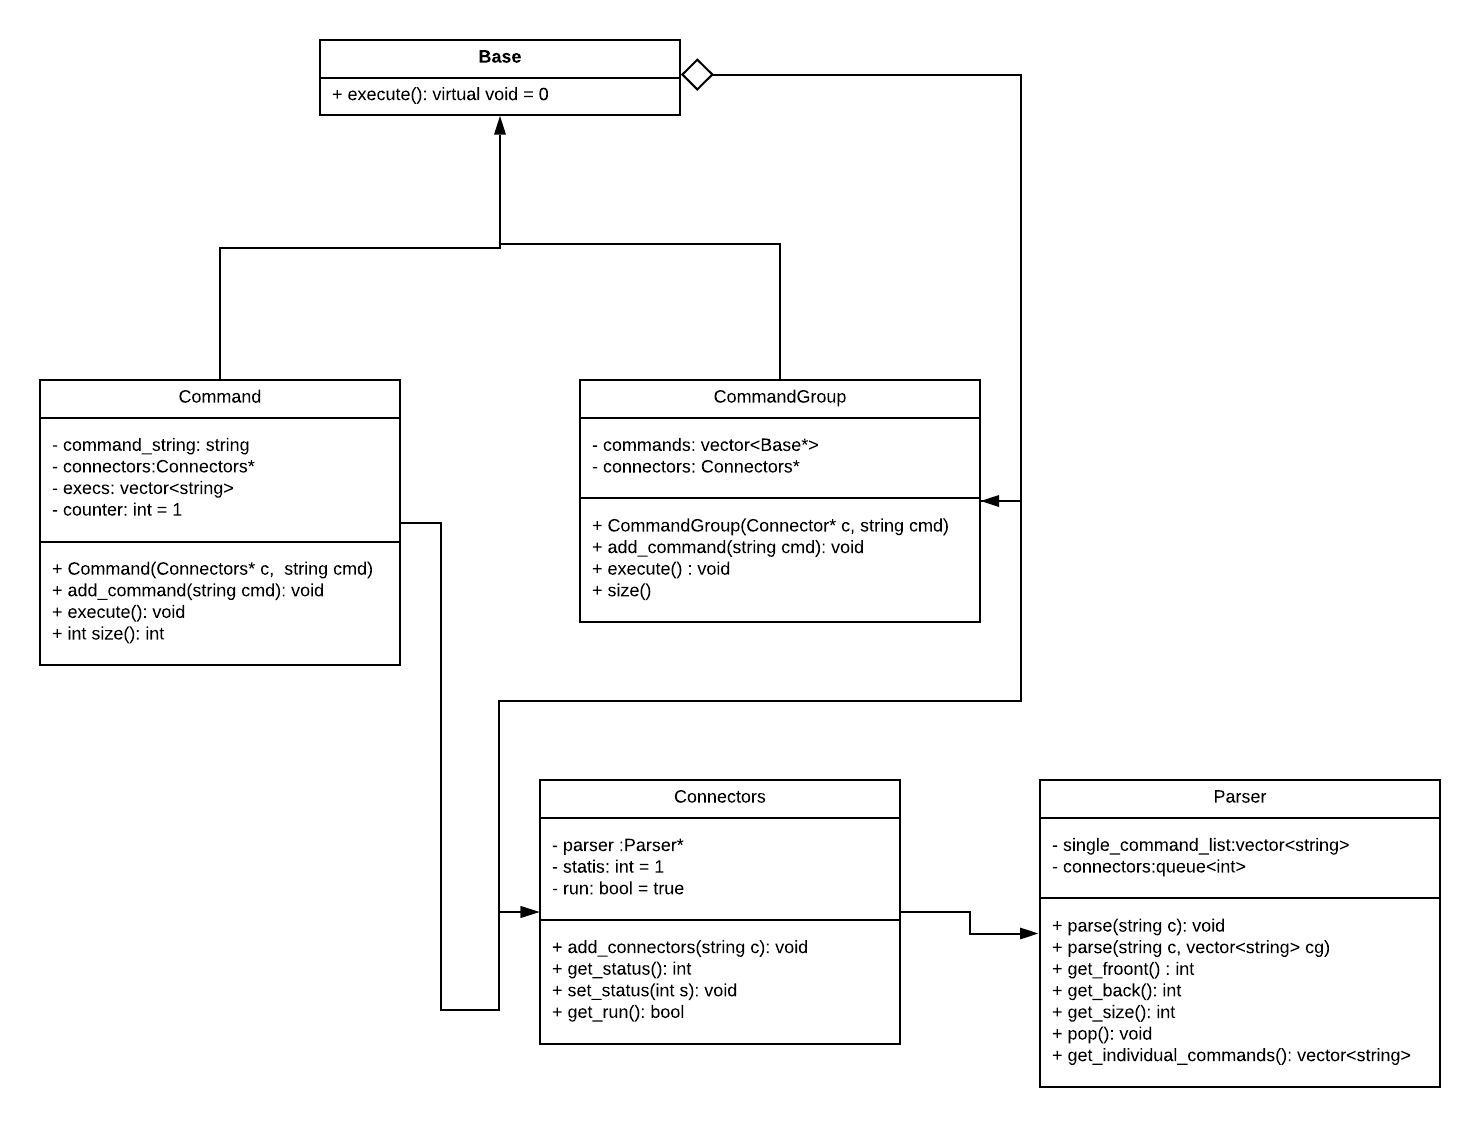 Base
+ execute(): virtual void = 0
Command
- command_string: string
- connectors:Connectors*
- execs: vector<string>
- counter: int = 1
+ Command(Connectors* c,  string cmd)
+ add_command(string cmd): void
+ execute(): void
+ int size(): int
CommandGroup
- commands: vector<Base*>
- connectors: Connectors*
+ CommandGroup(Connector* c, string cmd)
+ add_command(string cmd): void
+ execute() : void
+ size()
Connectors
- parser :Parser*
- statis: int = 1
- run: bool = true
+ add_connectors(string c): void
+ get_status(): int
+ set_status(int s): void
+ get_run(): bool
Parser
- single_command_list:vector<string>
- connectors:queue<int>
+ parse(string c): void
+ parse(string c, vector<string> cg)
+ get_froont() : int
+ get_back(): int
+ get_size(): int
+ pop(): void
+ get_individual_commands(): vector<string>